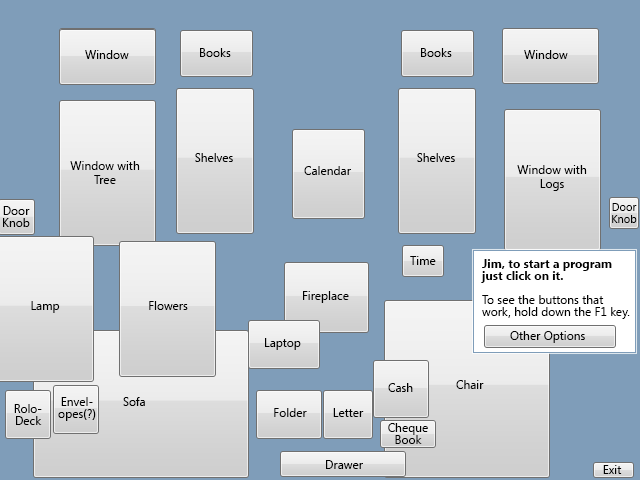 Window
Books
Books
Window
Window with
Tree
Shelves
Calendar
Shelves
Window with
Logs
Door
Knob
Door
Knob
Lamp
Flowers
Fireplace
Time
Jim, to start a program
just click on it.
To see the buttons that
work, hold down the F1 key.
Other Options
Laptop
Sofa
Rolo-
Deck
Envel-
opes(?)
Folder
Letter
Cash
Chair
Cheque
Book
Drawer
Exit